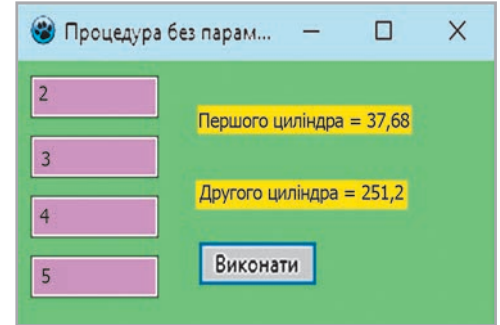 Процедура без парам...
2
Першого циліндра = 37,68
3
Другого циліндра = 251,2
4
Виконати
5